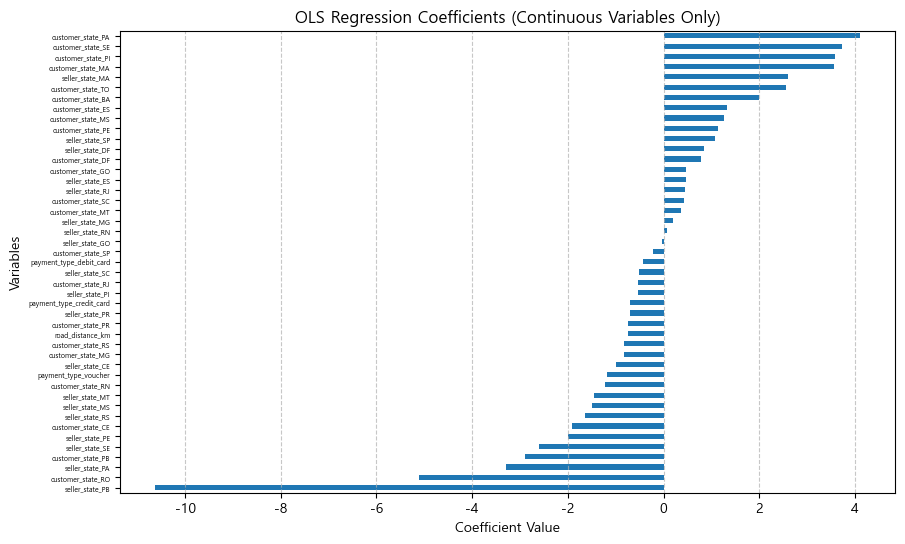 OLS Regression Coefficients (Continuous Variables Only)
Variables
customer_state_PA
customer_state_SE
customer_state_PI
customer_state_MA
seller_state_MA
customer_state_TO
customer_state_BA
customer_state_ES
customer_state_MS
customer_state_PE
seller_state_SP
seller_state_DF
customer_state_DF
customer_state_GO
seller_state_ES
seller_state_RJ
customer_state_SC
customer_state_MT
seller_state_MG
seller_state_RN
seller_state_GO
customer_state_SP
payment_type_debit_card
seller_state_SC
customer_state_RJ
seller_state_PI
payment_type_credit_card
seller_state_PR
customer_state_PR
road_distance_km
customer_state_RS
customer_state_MG
seller_state_CE
payment_type_voucher
customer_state_RN
seller_state_MT
seller_state_MS
seller_state_RS
customer_state_CE
seller_state_PE
seller_state_SE
customer_state_PB
seller_state_PA
customer_state_RO
seller_state_PB
-10 -8 -6 -4 -2 0 2 4
Coefficient Value